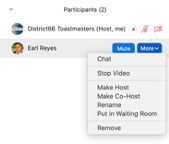 Participants (2)
District66 Toastmasters (Host, me)
Earl Reyes Mute More
Chat
Stop Video
Make Host
Make Co-Host
Rename
Put in Waiting Room
Remove